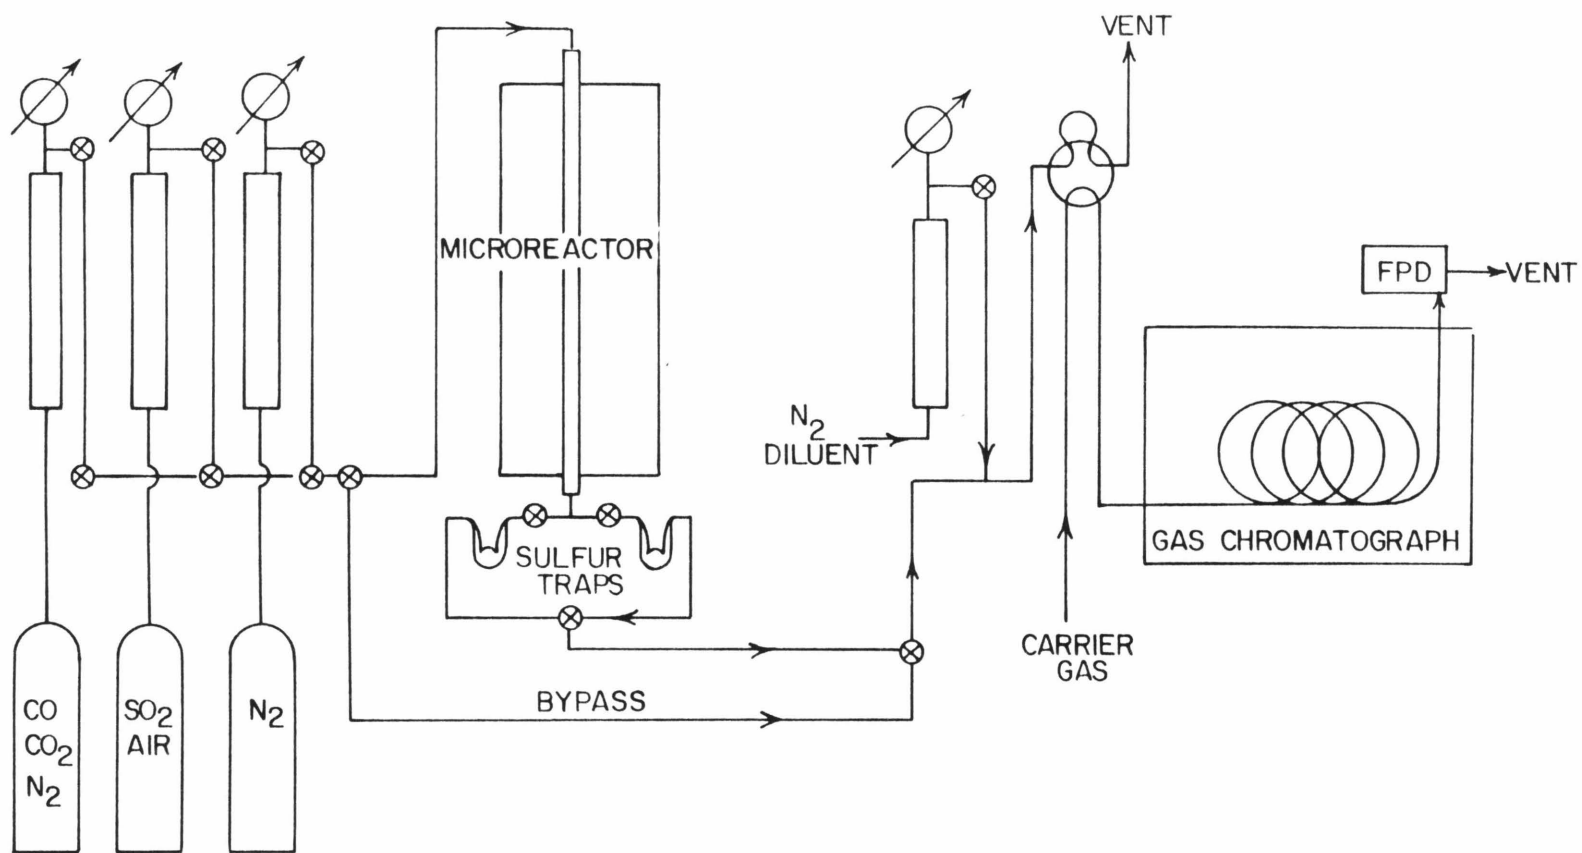 VENT
MICROREACTOR
FPD
VENT
N2
DILUENT
GAS CHROMATOGRAPH
SULFUR
TRAPS
CARRIER
GAS
BYPASS
CO
CO2
N2
SO2
AIR
N2